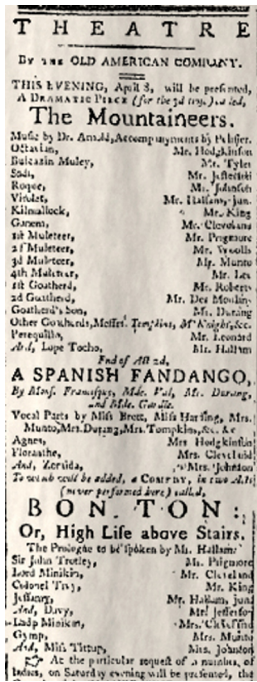 THEATRE
BY THE OLD AMERICAN COMPANY.
THIS EVENING, April 8, will be presented,
A DRAMATIC PIECE (for the 3d time) called,
The Mountaineers.
Music by Dr. Arnold, Accompanyments by Pelisier.
Octavian, Mr. Hodgkinson
Bulcazin Muley, Mr. Tyler
Sadi, Mr. Jefferson
Roque, Mr. Johnson
Virolet, Mr. Hallam, jun.
Kilmallock, Mr. King
Ganem, Mr. Cleveland
1st Muleteer, Mr. Prigmore
2d Muleteer, Mr. Woolls
3d Muleteer, Mr. Munto
4th Muleteer, Mr. Lee
1st Goatherd, Mr. Roberts
2d Goatherd, Mr. Des Moulins
Goatherd's Son, Mr. Durang
Other Goatherds, Messrs. Tompkins, M'Knight, &c.
Perequillo, Mr. Leonard
And, Lope Tocho, Mr. Hallam
End of Act 2d,
A SPANISH FANDANGO,
By Mons. Francisquy, Mde. Val, Mr. Durang,
and Mde. Gardie.
Vocal Parts by Miss Brett, Miss Harding, Mrs.
Munto, Mrs. Durang, Mrs. Tompkins, &c. &c
Agnes, Mrs Hodgkinson
Floranthe, Mrs. Cleveland
And, Zorayda, Mrs. Johnson
To which will be added, a COMEDY, in two Acts
(never performed here) called,
BON TON:
Or, High Life above Stairs.
The Prologue to be spoken by Mr. Hallam
Sir John Trotley, Mr. Prigmore
Lord Minikin, Mr. Cleveland
Colonel Tivy, Mr. King
Jessamy, Mr. Hallam, jun.
And, Davy, Mr. Jefferson
Lady Minikin, Mrs. Cleveland
Gymp, Mrs. Munto
And, Miss Tittup, Mrs. Johnson
☞ At the particular request of a number of
ladies, on Saturday evening will be presented, the